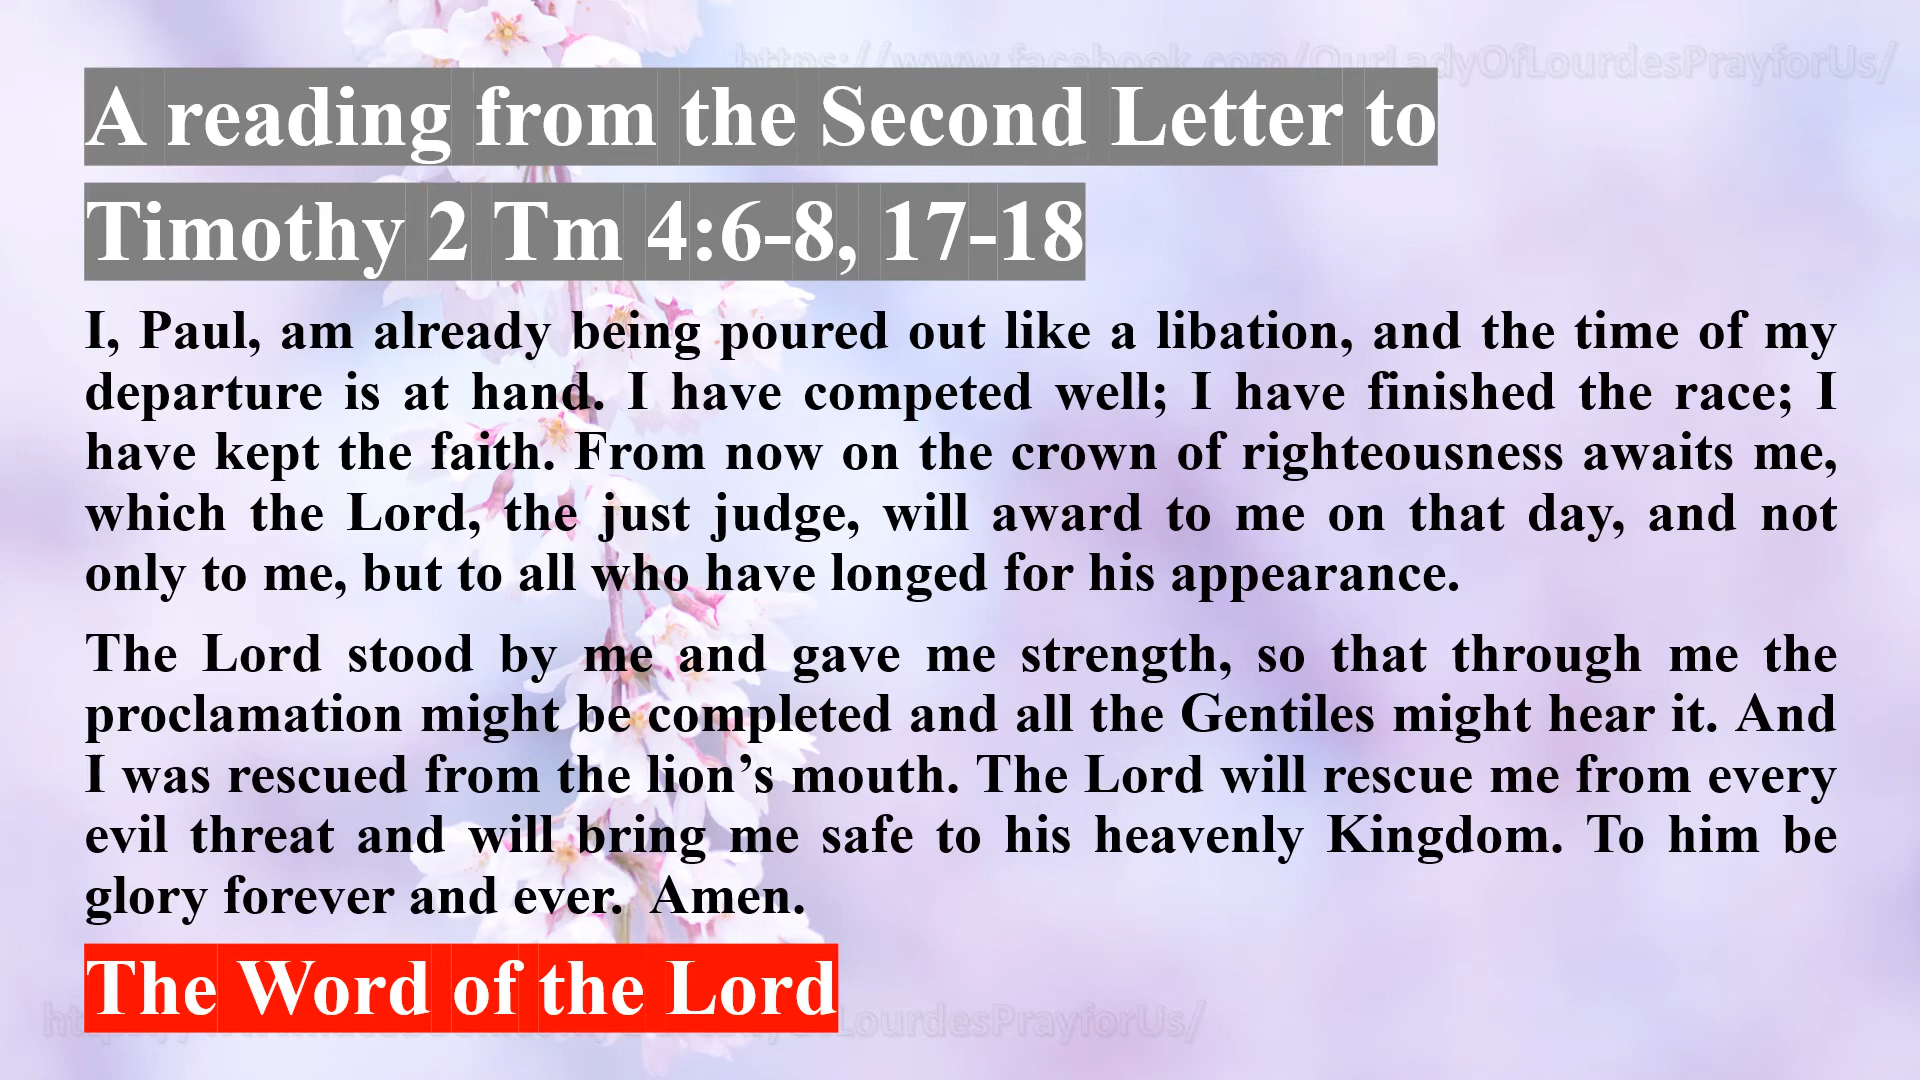 https://www.facebook.com/OurLadyOfLourdesPrayforUs/
A reading from the Second Letter to
Timothy 2 Tm 4:6-8, 17-18
I, Paul, am already being poured out like a libation, and the time of my
departure is at hand. I have competed well; I have finished the race; I
have kept the faith. From now on the crown of righteousness awaits me,
which the Lord, the just judge, will award to me on that day, and not
only to me, but to all who have longed for his appearance.
The Lord stood by me and gave me strength, so that through me the
proclamation might be completed and all the Gentiles might hear it. And
I was rescued from the lion’s mouth. The Lord will rescue me from every
evil threat and will bring me safe to his heavenly Kingdom. To him be
glory forever and ever.  Amen.
The Word of the Lord
LourdesPrayforUs/